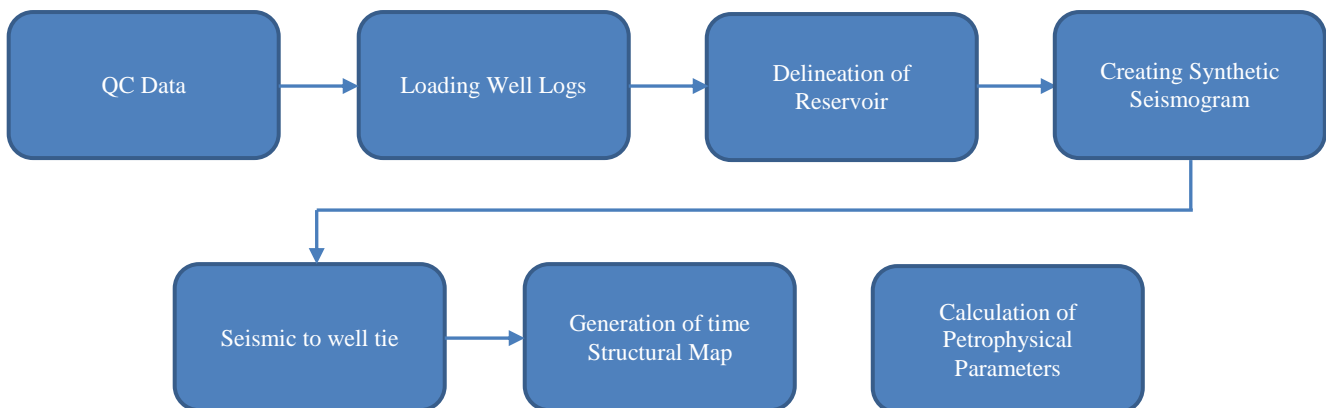 QC Data
Loading Well Logs
Delineation of
Reservoir
Creating Synthetic
Seismogram
Seismic to well tie
Generation of time
Structural Map
Calculation of
Petrophysical
Parameters